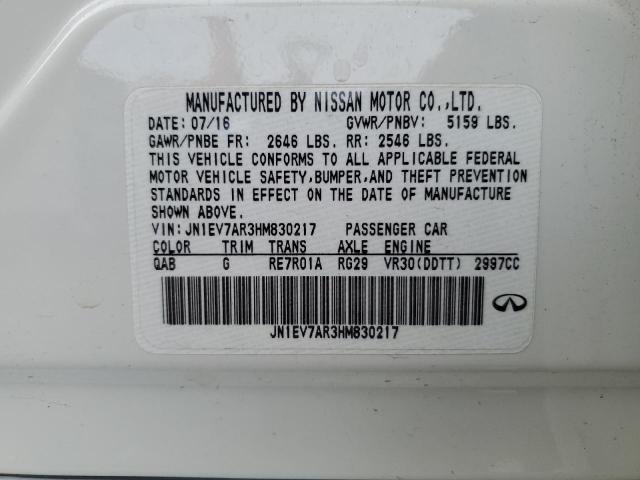 MANUFACTURED BY NISSAN MOTOR CO.,LTD.
DATE: 07/16 GVWR/PNBV: 5159 LBS.
GAWR/PNBE FR: 2646 LBS. RR: 2546 LBS.
THIS VEHICLE CONFORMS TO ALL APPLICABLE FEDERAL
MOTOR VEHICLE SAFETY,BUMPER,AND THEFT PREVENTION
STANDARDS IN EFFECT ON THE DATE OF MANUFACTURE
SHOWN ABOVE.
VIN:JN1EV7AR3HM830217 PASSENGER CAR
COLOR TRIM TRANS AXLE ENGINE
QAB G RE7R01A RG29 VR30(DDTT) 2997CC
JN1EV7AR3HM830217